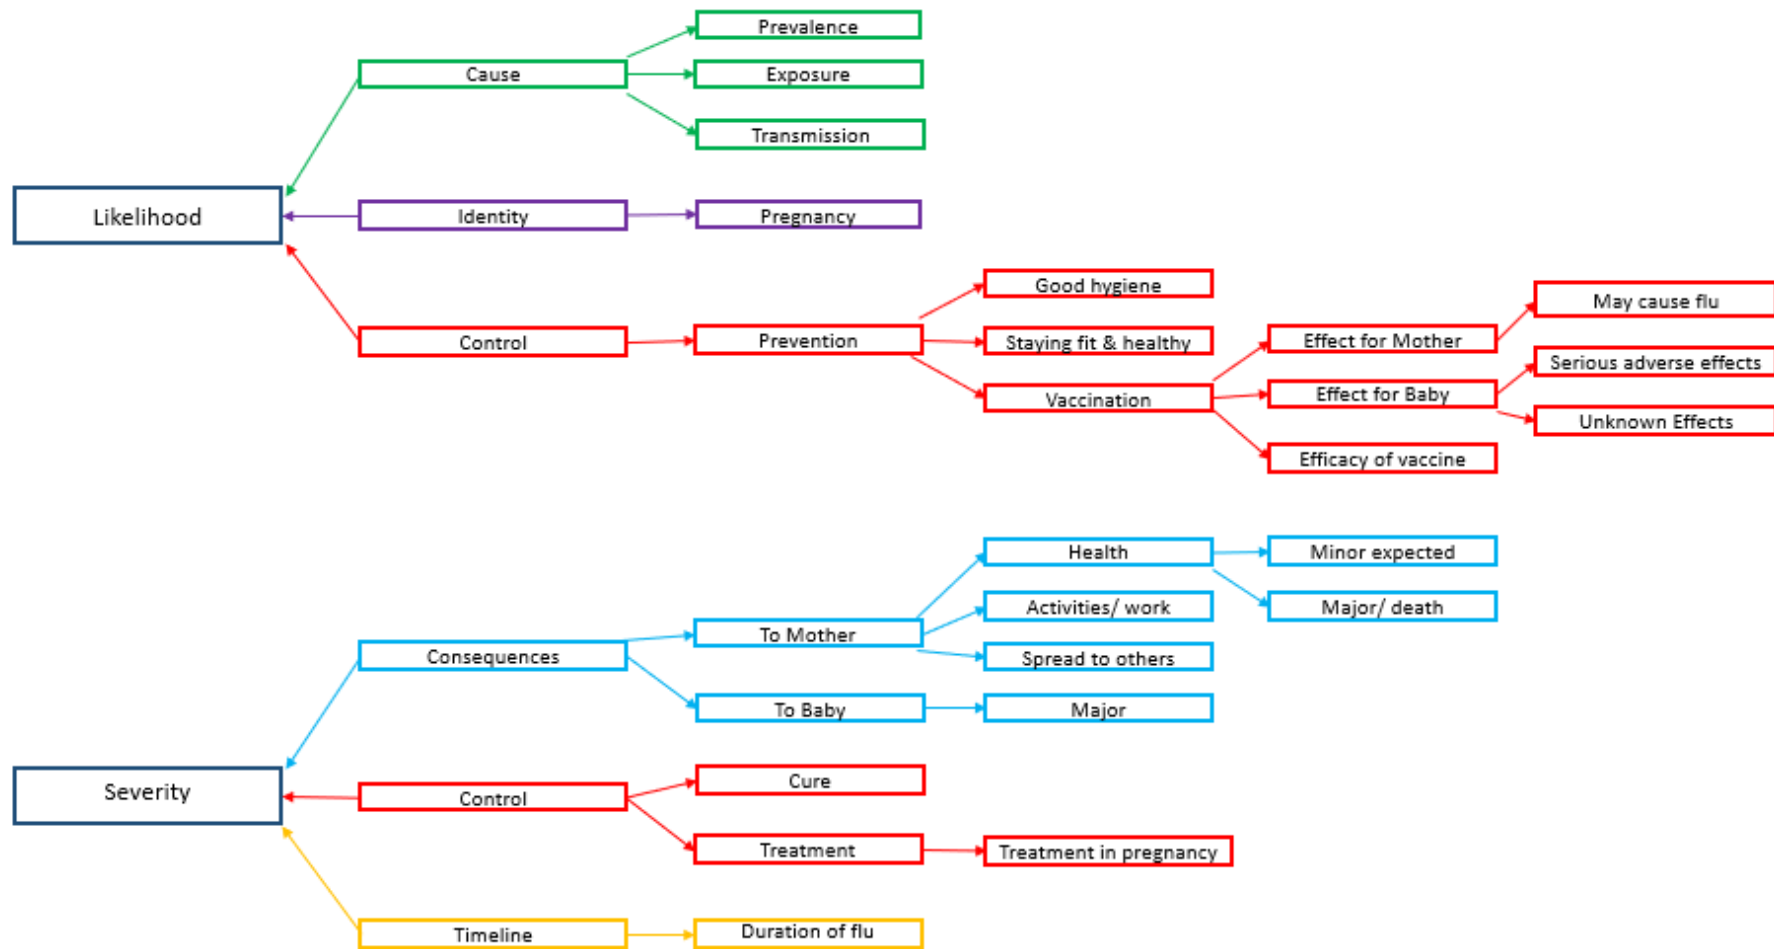 Prevalence
Cause
Exposure
Transmission
Likelihood
Identity
Pregnancy
Good hygiene
May cause flu
Control
Prevention
Staying fit & healthy
Effect for Mother
Serious adverse effects
Vaccination
Effect for Baby
Unknown Effects
Efficacy of vaccine
Health
Minor expected
Activities/ work
Major/ death
To Mother
Consequences
Spread to others
To Baby
Major
Severity
Cure
Control
Treatment
Treatment in pregnancy
Timeline
Duration of flu